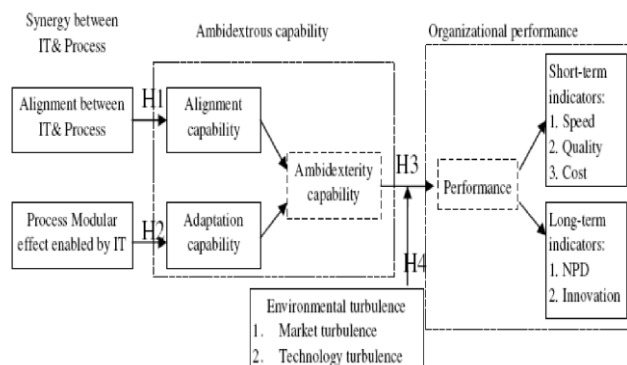 Synergy between
IT& Process
Ambidextrous capability
Organizational performance
Alignment between
IT& Process
H1
Alignment
capability
Process Modular
effect enabled by IT
H2
Adaptation
capability
Ambidexterity
capability
H3
H4
Performance
Short-term
indicators:
1. Speed
2. Quality
3. Cost
Long-term
indicators:
1. NPD
2. Innovation
Environmental turbulence
1. Market turbulence
2. Technology turbulence